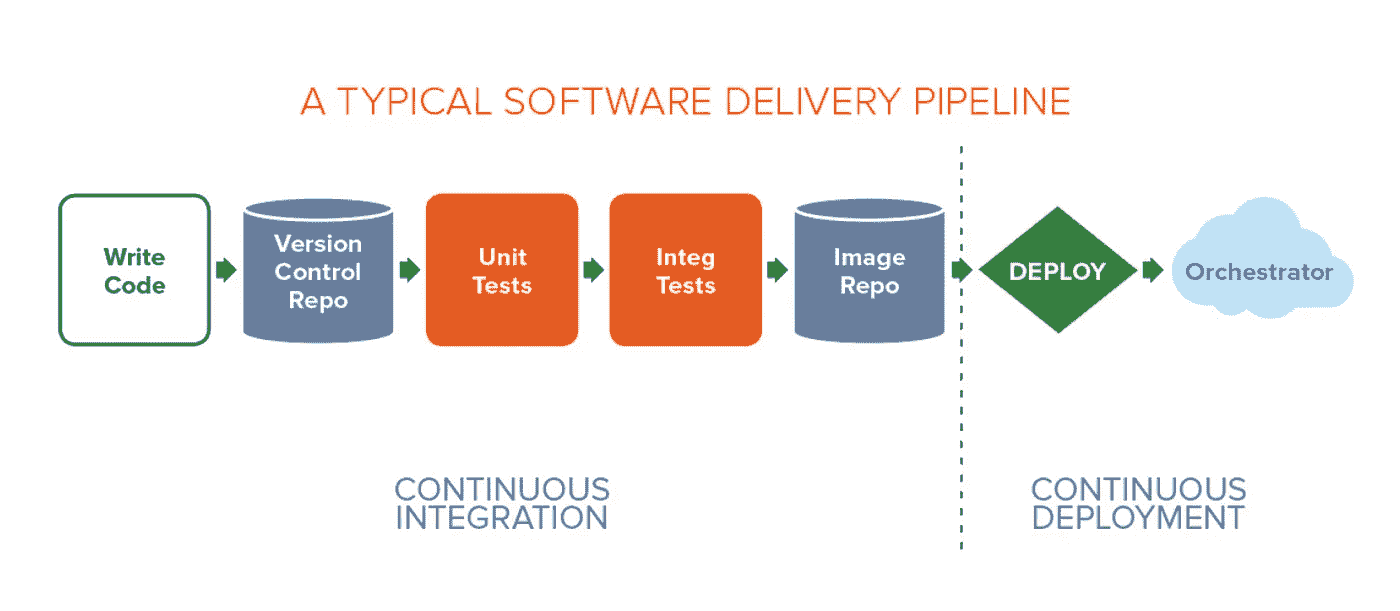 A TYPICAL SOFTWARE DELIVERY PIPELINE
Write
Code
Version
Control
Repo
Unit
Tests
Integ
Tests
Image
Repo
DEPLOY
Orchestrator
CONTINUOUS
INTEGRATION
CONTINUOUS
DEPLOYMENT